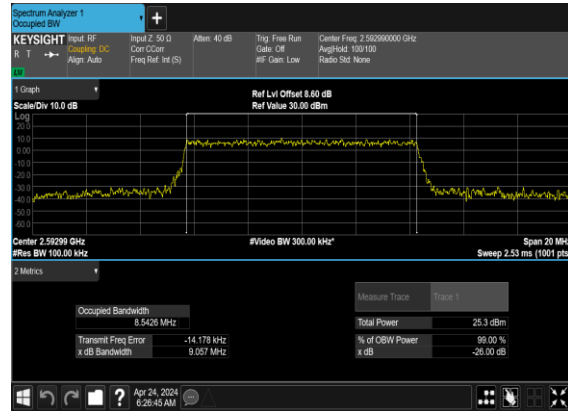 Spectrum Analyzer 1
Occupied BW
+
KEYSIGHT Input: RF Input Z: 50 Ω Atten: 40 dB Trig: Free Run Center Freq: 2.592990000 GHz
R T Coupling: DC Corr CCorr Gate: Off Avg|Hold: 100/100
Align: Auto Freq Ref: Int (S) #IF Gain: Low Radio Std: None
1 Graph
Ref Lvl Offset 8.60 dB
Scale/Div 10.0 dB Ref Value 30.00 dBm
Log
20.0
10.0
0.00
-10.0
-20.0
-30.0
-40.0
-50.0
-60.0
Center 2.59299 GHz #Video BW 300.00 kHz* Span 20 MHz
#Res BW 100.00 kHz Sweep 2.53 ms (1001 pts
2 Metrics
Measure Trace Trace 1
Occupied Bandwidth
8.5426 MHz Total Power 25.3 dBm
Transmit Freq Error -14.178 kHz % of OBW Power 99.00 %
x dB Bandwidth 9.057 MHz x dB -26.00 dB
? Apr 24, 2024
6:26:45 AM